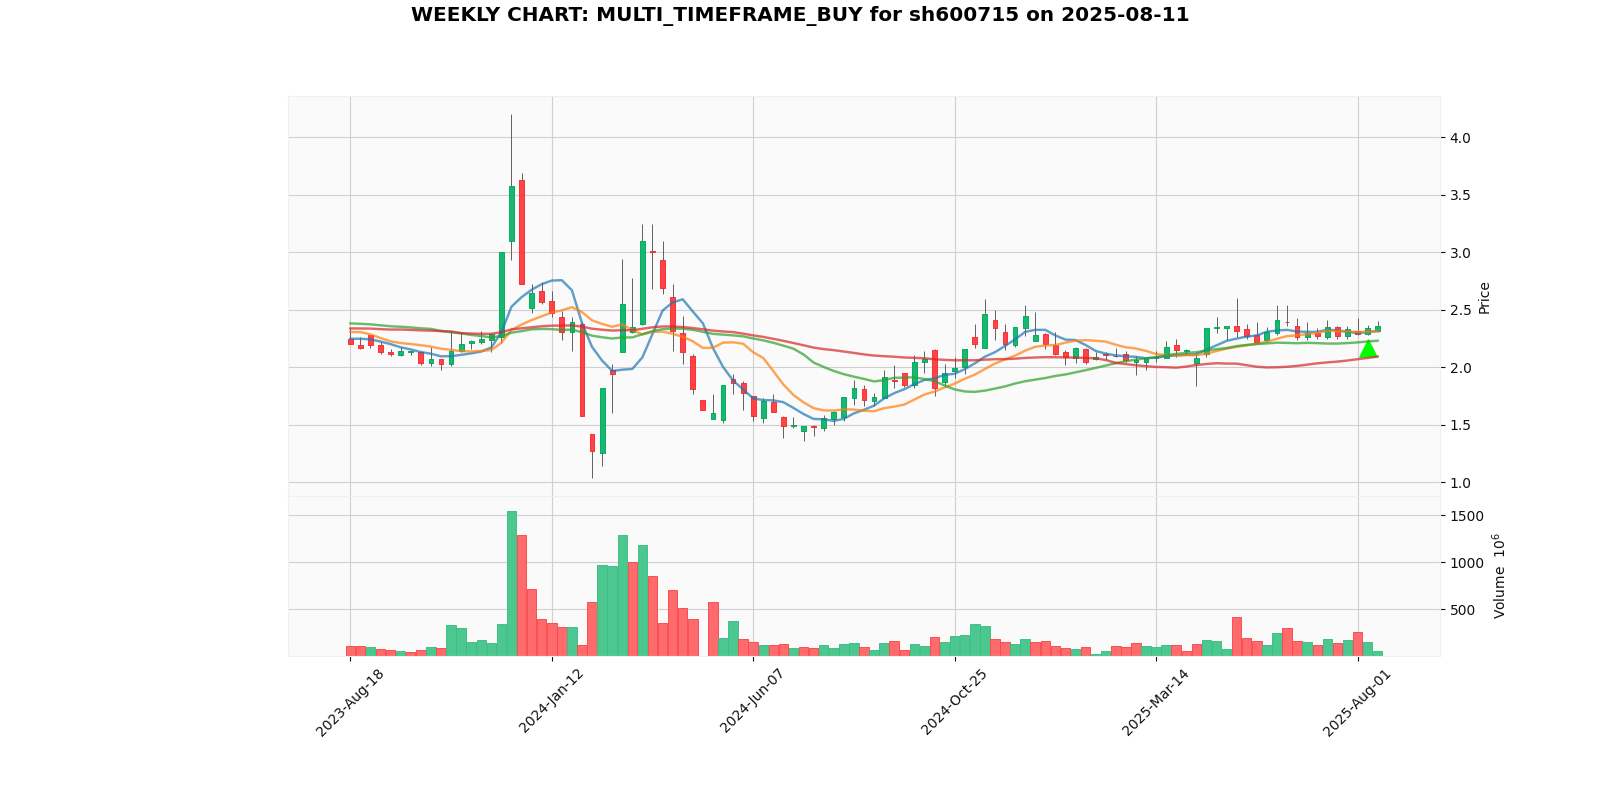 WEEKLY CHART: MULTI_TIMEFRAME_BUY for sh600715 on 2025-08-11
4.0
3.5
3.0
2.5
2.0
1.5
1.0
Price
1500
1000
500
Volume 10^6
2023-Aug-18
2024-Jan-12
2024-Jun-07
2024-Oct-25
2025-Mar-14
2025-Aug-01